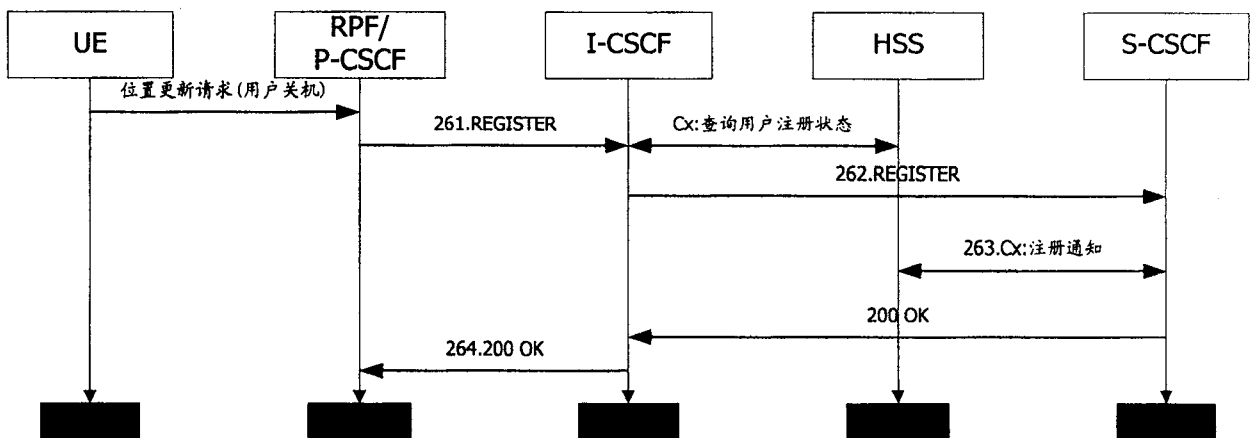 UE
RPF/
P-CSCF
I-CSCF
HSS
S-CSCF
位置更新请求(用户关机)
261.REGISTER
Cx:查询用户注册状态
262.REGISTER
263.Cx:注册通知
200 OK
264.200 OK